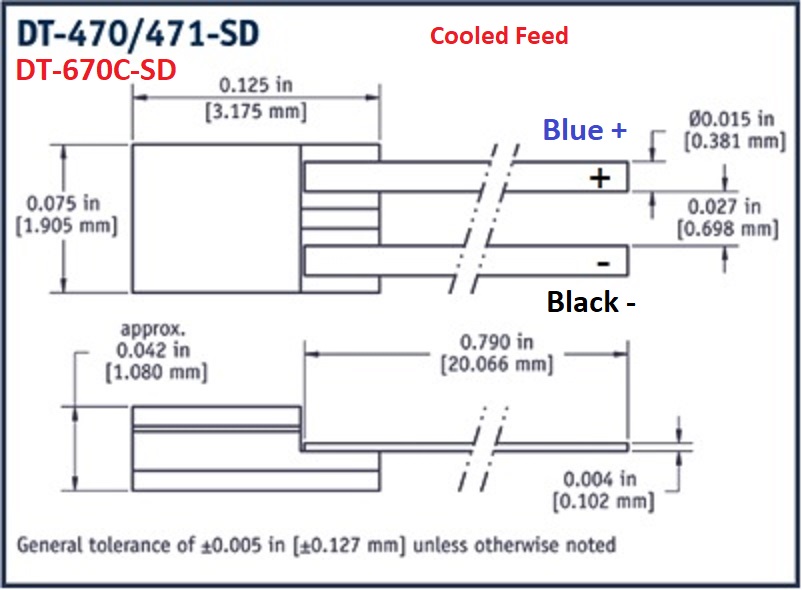 DT-470/471-SD
Cooled Feed
DT-670C-SD
0.125 in
[3.175 mm]
Blue +
Ø0.015 in
[0.381 mm]
+
0.075 in
[1.905 mm]
0.027 in
[0.698 mm]
-
Black -
approx.
0.042 in
[1.080 mm]
0.790 in
[20.066 mm]
0.004 in
[0.102 mm]
General tolerance of ±0.005 in [±0.127 mm] unless otherwise noted